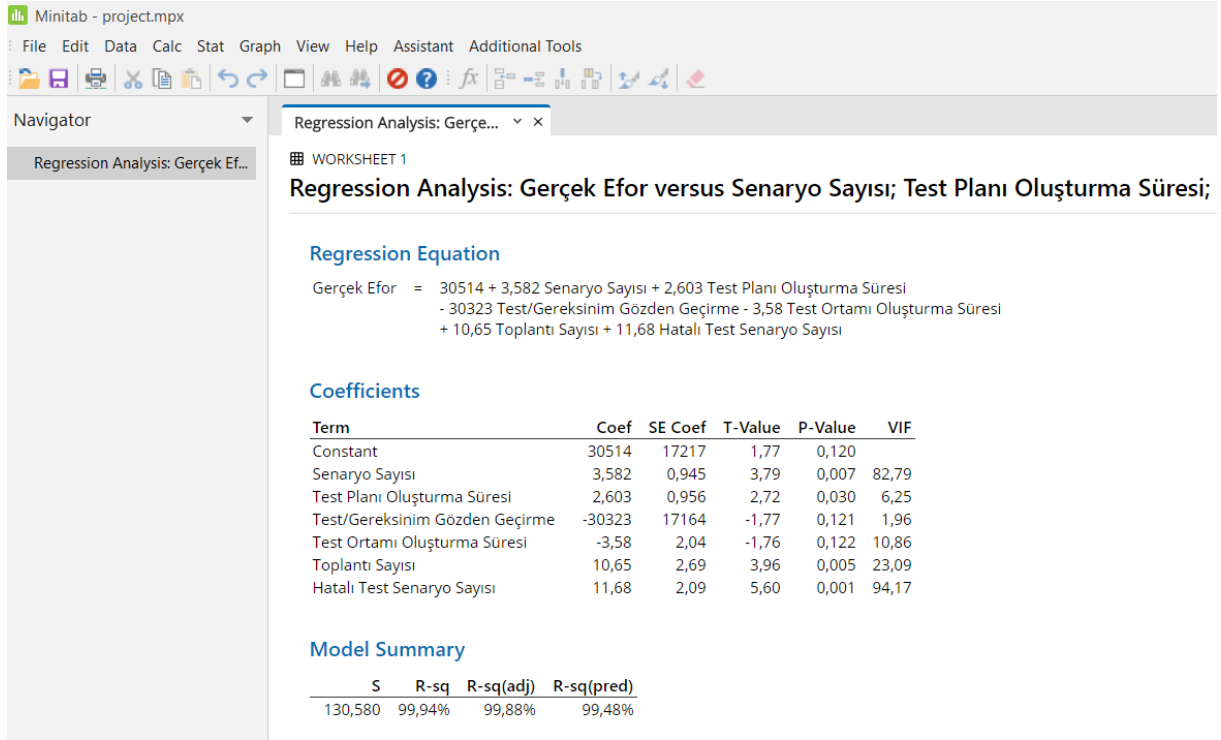 Minitab - project.mpx
File Edit Data Calc Stat Graph View Help Assistant Additional Tools
Navigator
Regression Analysis: Gerçe...
Regression Analysis: Gerçek Ef...
WORKSHEET 1
Regression Analysis: Gerçek Efor versus Senaryo Sayısı; Test Planı Oluşturma Süresi;
Regression Equation
Gerçek Efor = 30514 + 3,582 Senaryo Sayısı + 2,603 Test Planı Oluşturma Süresi
- 30323 Test/Gereksinim Gözden Geçirme - 3,58 Test Ortamı Oluşturma Süresi
+ 10,65 Toplantı Sayısı + 11,68 Hatalı Test Senaryo Sayısı
Coefficients
Term Coef SE Coef T-Value P-Value VIF
Constant 30514 17217 1,77 0,120
Senaryo Sayısı 3,582 0,945 3,79 0,007 82,79
Test Planı Oluşturma Süresi 2,603 0,956 2,72 0,030 6,25
Test/Gereksinim Gözden Geçirme -30323 17164 -1,77 0,121 1,96
Test Ortamı Oluşturma Süresi -3,58 2,04 -1,76 0,122 10,86
Toplantı Sayısı 10,65 2,69 3,96 0,005 23,09
Hatalı Test Senaryo Sayısı 11,68 2,09 5,60 0,001 94,17
Model Summary
S R-sq R-sq(adj) R-sq(pred)
130,580 99,94% 99,88% 99,48%